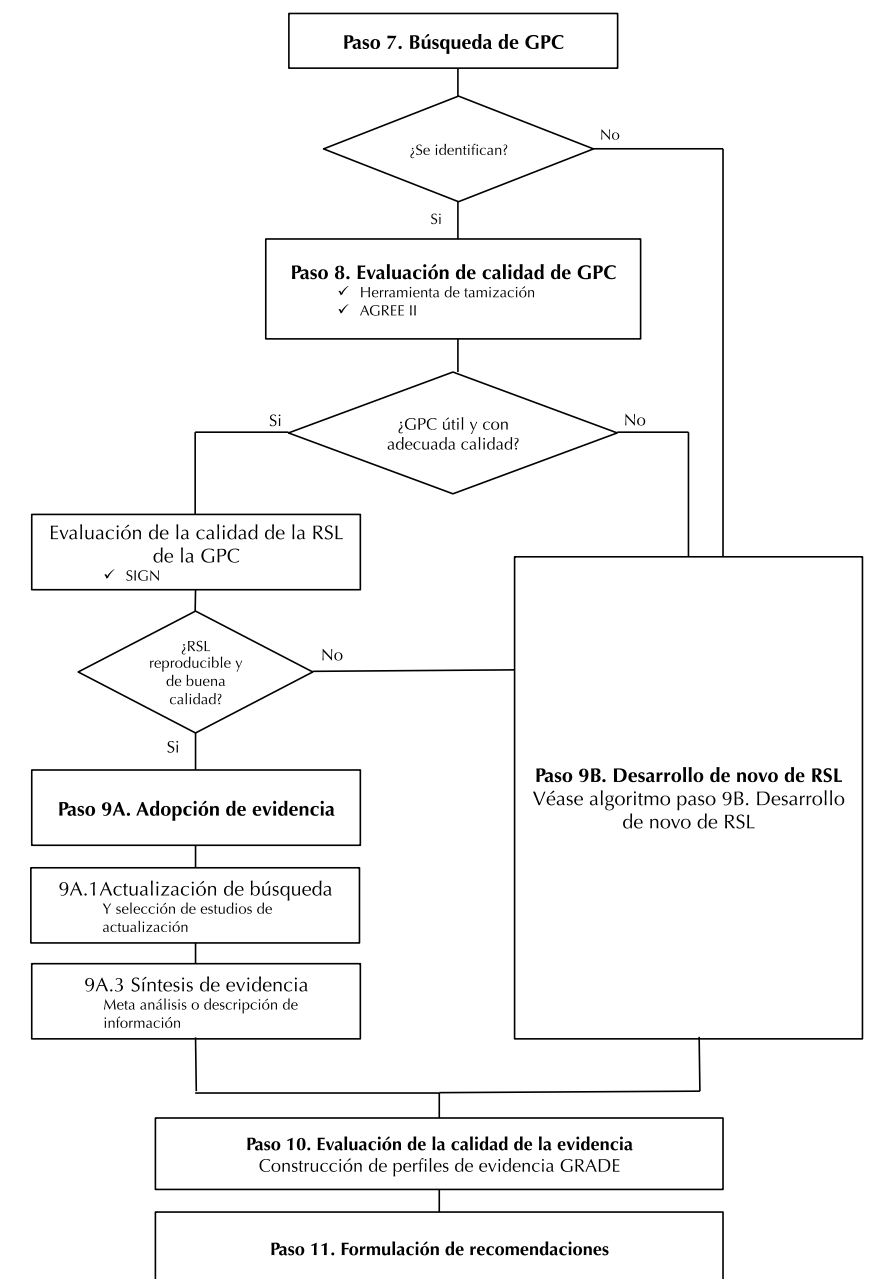 Paso 7. Búsqueda de GPC
¿Se identifican?
No
Si
Paso 8. Evaluación de calidad de GPC
✓ Herramienta de tamización
✓ AGREE II
¿GPC útil y con
adecuada calidad?
Si
No
Evaluación de la calidad de la RSL
de la GPC
✓ SIGN
¿RSL
reproducible y
de buena
calidad?
No
Si
Paso 9A. Adopción de evidencia
9A.1Actualización de búsqueda
Y selección de estudios de
actualización
9A.3 Síntesis de evidencia
Meta análisis o descripción de
información
Paso 9B. Desarrollo de novo de RSL
Véase algoritmo paso 9B. Desarrollo
de novo de RSL
Paso 10. Evaluación de la calidad de la evidencia
Construcción de perfiles de evidencia GRADE
Paso 11. Formulación de recomendaciones